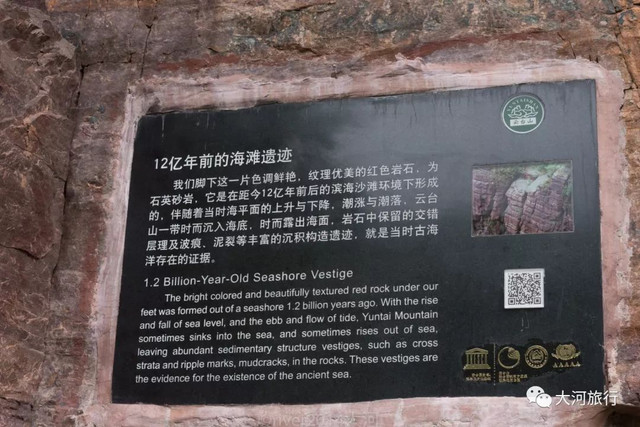 12亿年前的海滩遗迹
我们脚下这一片色调鲜艳，纹理优美的红色岩石，为
石英砂岩，它是在距今12亿年前后的滨海沙滩环境下形成
的，伴随着当时海平面的上升与下降，潮涨与潮落，云台
山一带时而沉入海底，时而露出海面，岩石中保留的交错
层理及波痕、泥裂等丰富的沉积构造遗迹，就是当时古海
洋存在的证据。
1.2 Billion-Year-Old Seashore Vestige
The bright colored and beautifully textured red rock under our
feet was formed out of a seashore 1.2 billion years ago. With the rise
and fall of sea level, and the ebb and flow of tide, Yuntai Mountain
sometimes sinks into the sea, and sometimes rises out of sea,
leaving abundant sedimentary structure vestiges, such as cross
strata and ripple marks, mudcracks, in the rocks. These vestiges are
the evidence for the existence of the ancient sea.
大河旅行